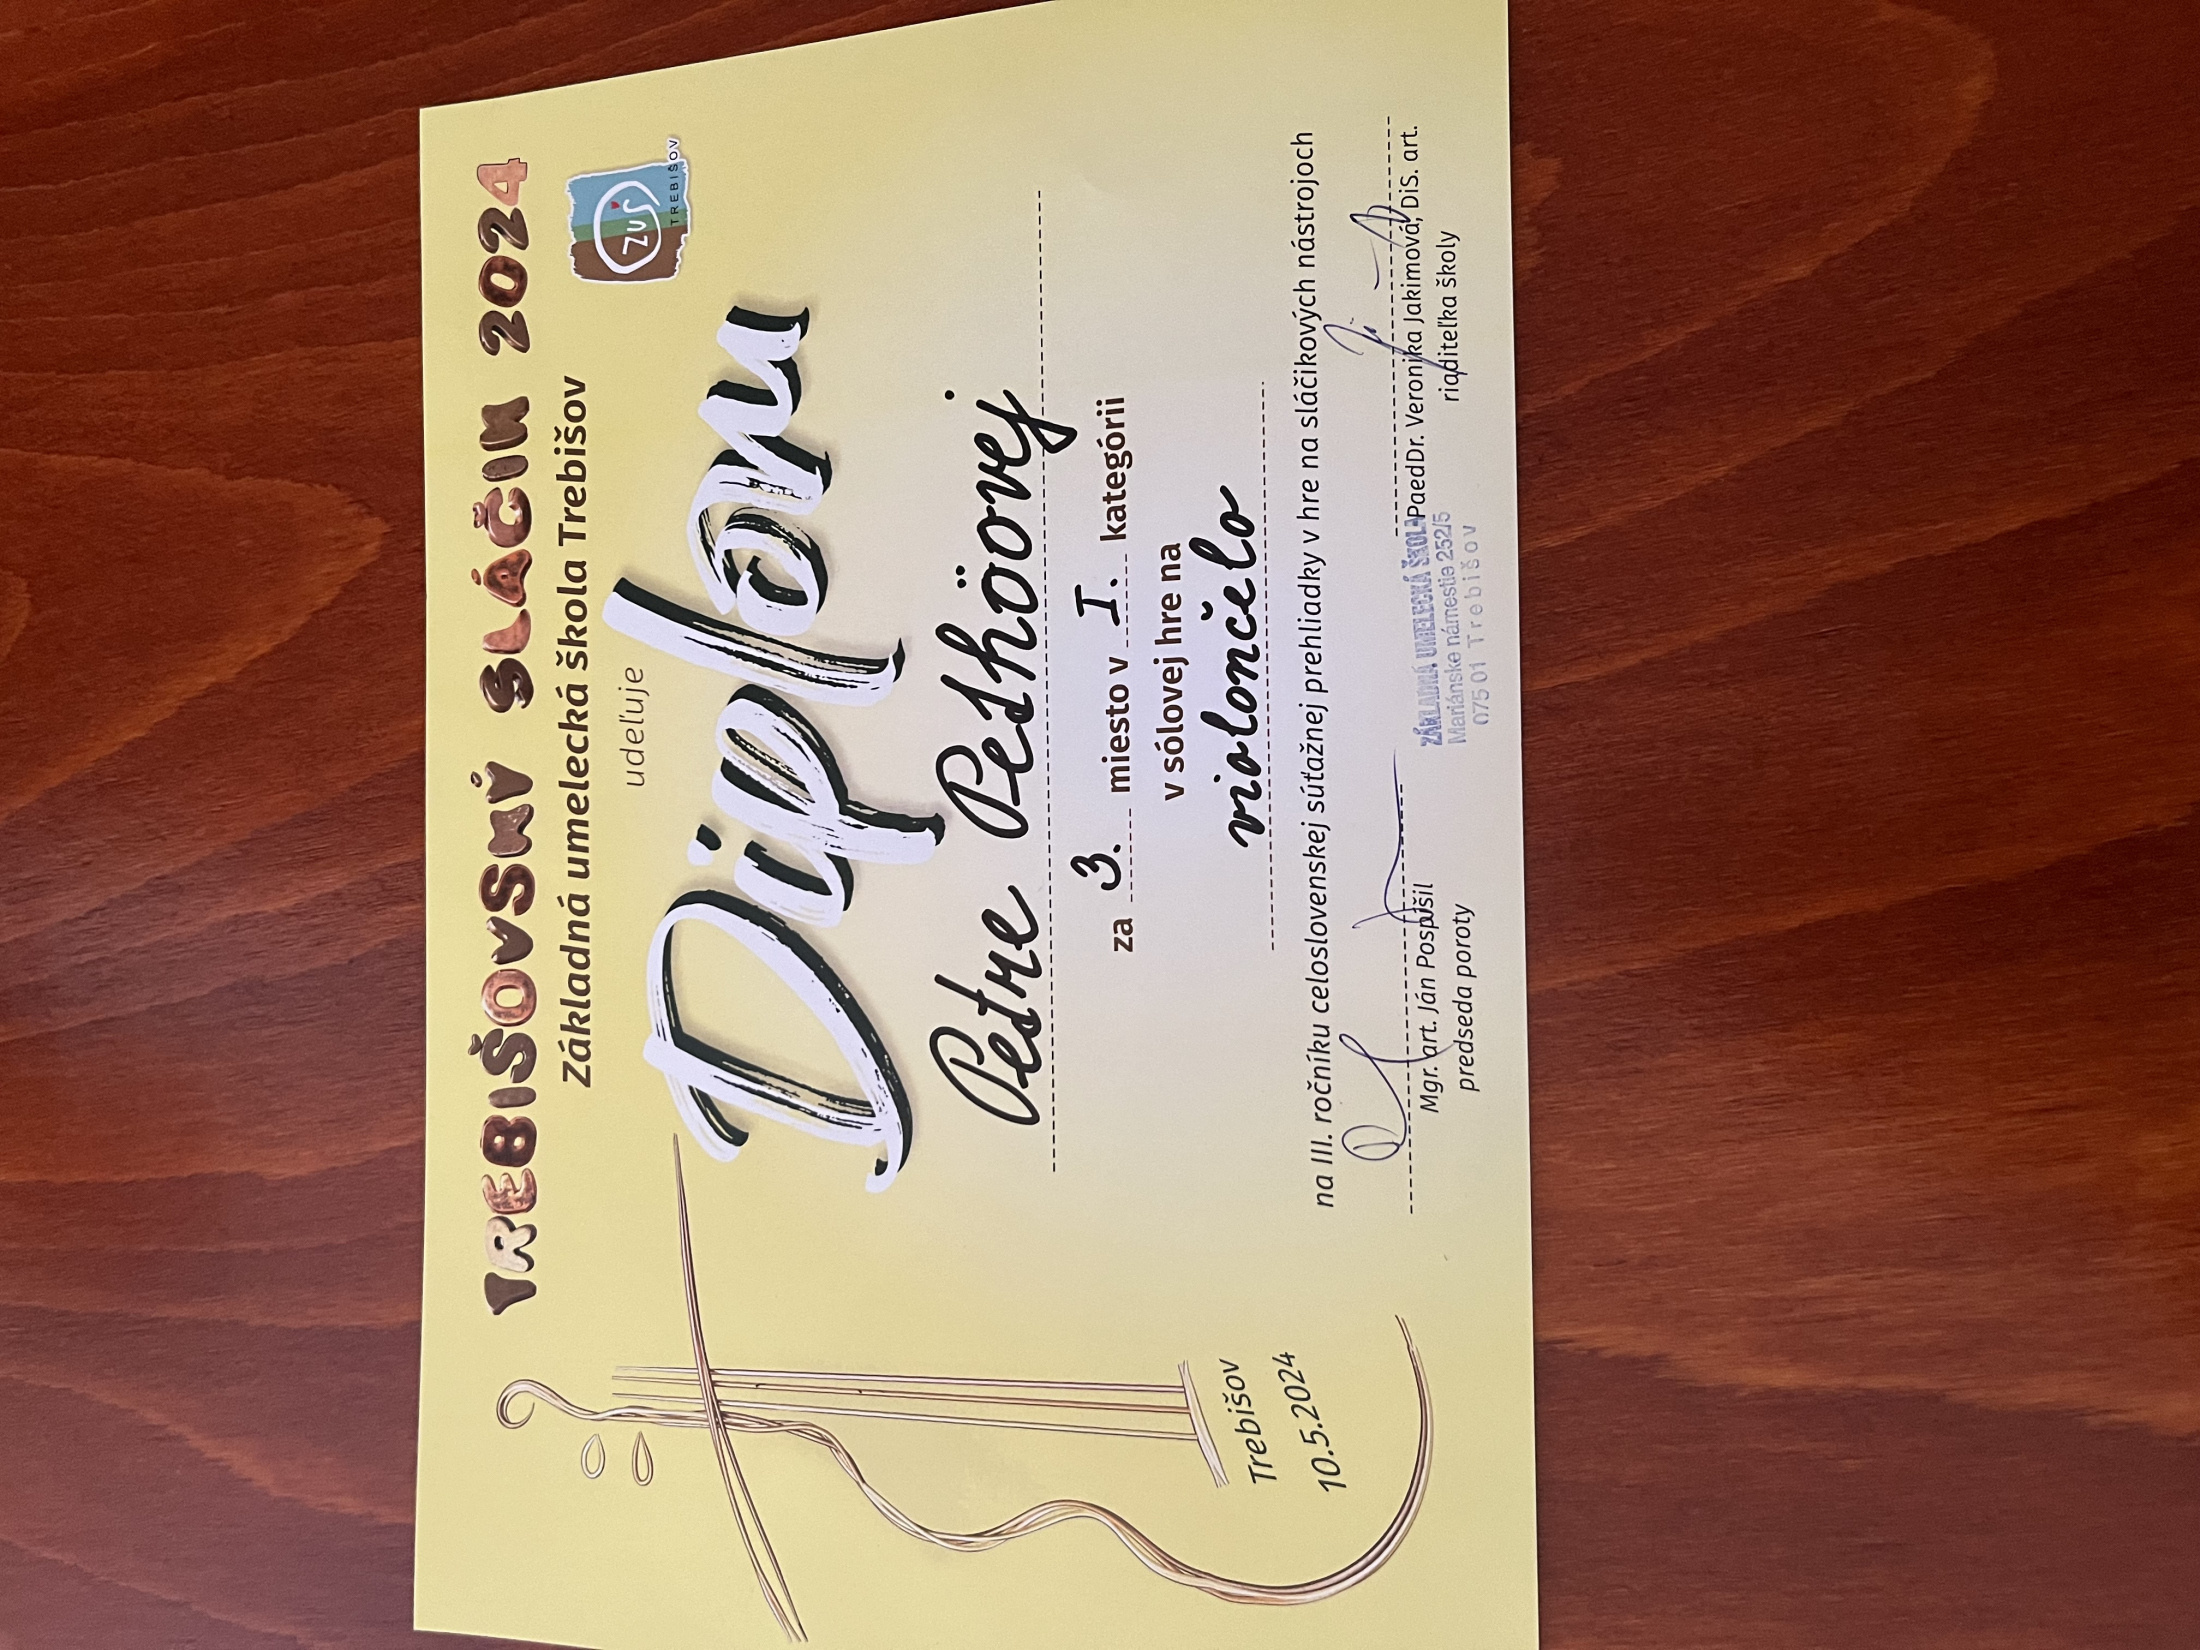 TREBIŠOVSKÝ SLÁČIK 2024
Základná umelecká škola Trebišov
ZUŠ
TREBIŠOV
udeľuje
Diplom
Petre Pethöovej
za 3. miesto v I. kategórii
v sólovej hre na
violončelo
na III. ročníku celoslovenskej súťažnej prehliadky v hre na sláčikových nástrojoch
Trebišov
10.5.2024
Mgr. art. Ján Pospíšil
predseda poroty
ZÁKLADNÁ UMELECKÁ ŠKOLA
Mariánske námestie 252/5
075 01 Trebišov
PaedDr. Veronika Jakimová, DiS. art.
riaditeľka školy